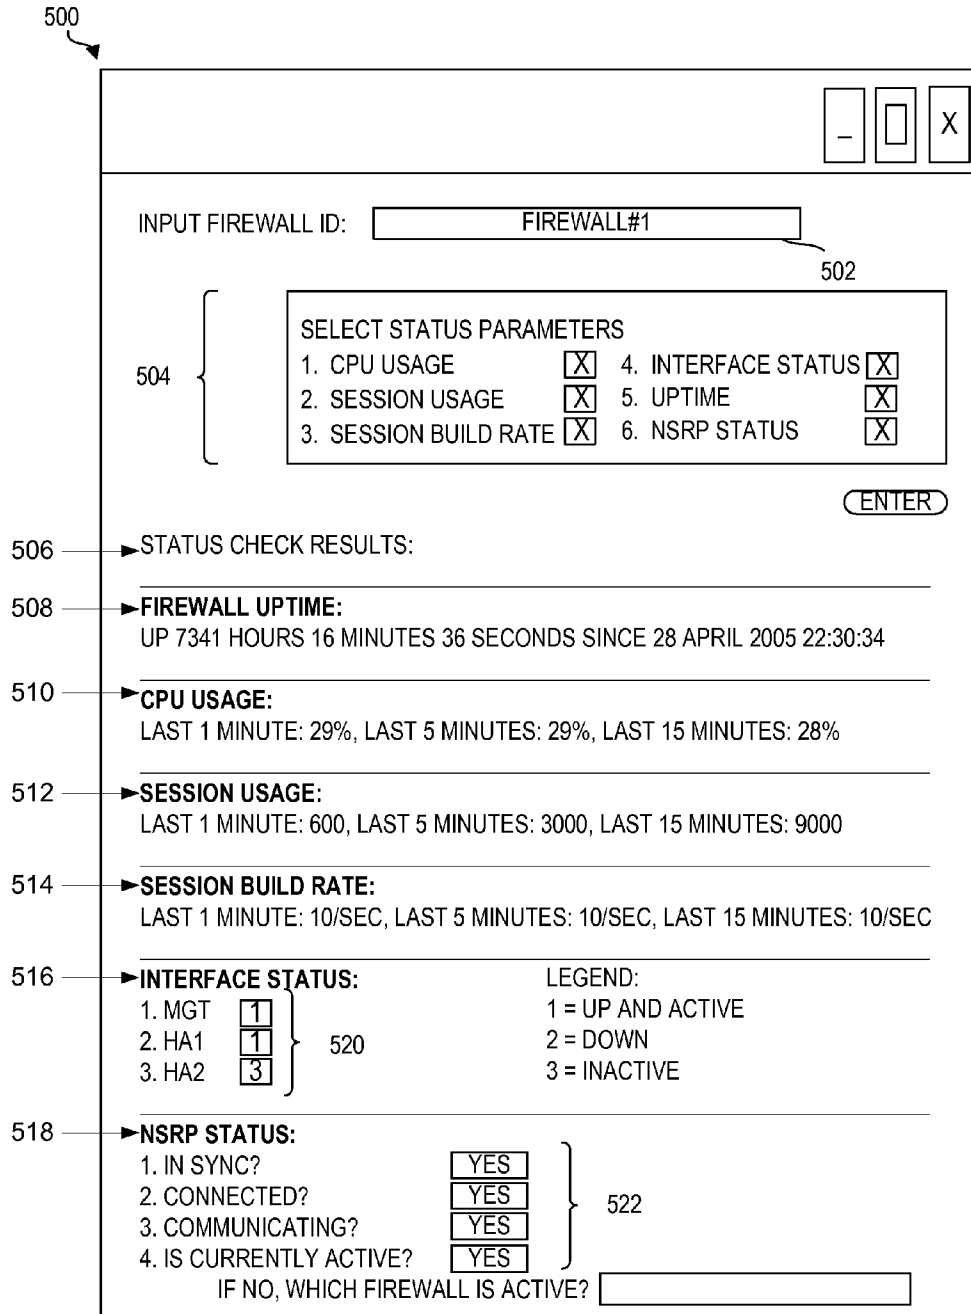 500
_ X
INPUT FIREWALL ID: FIREWALL#1
502
504
SELECT STATUS PARAMETERS
1. CPU USAGE X 4. INTERFACE STATUS X
2. SESSION USAGE X 5. UPTIME X
3. SESSION BUILD RATE X 6. NSRP STATUS X
ENTER
506 STATUS CHECK RESULTS:
508 FIREWALL UPTIME:
UP 7341 HOURS 16 MINUTES 36 SECONDS SINCE 28 APRIL 2005 22:30:34
510 CPU USAGE:
LAST 1 MINUTE: 29%, LAST 5 MINUTES: 29%, LAST 15 MINUTES: 28%
512 SESSION USAGE:
LAST 1 MINUTE: 600, LAST 5 MINUTES: 3000, LAST 15 MINUTES: 9000
514 SESSION BUILD RATE:
LAST 1 MINUTE: 10/SEC, LAST 5 MINUTES: 10/SEC, LAST 15 MINUTES: 10/SEC
516 INTERFACE STATUS: LEGEND:
1. MGT 1 1 = UP AND ACTIVE
2. HA1 1 520 2 = DOWN
3. HA2 3 3 = INACTIVE
518 NSRP STATUS:
1. IN SYNC? YES
2. CONNECTED? YES 522
3. COMMUNICATING? YES
4. IS CURRENTLY ACTIVE? YES
IF NO, WHICH FIREWALL IS ACTIVE?